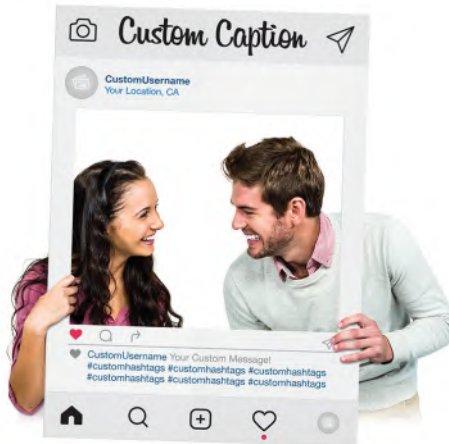 Custom Caption
CustomUsername
Your Location, CA
CustomUsername Your Custom Message!
#customhashtags #customhashtags #customhashtags
#customhashtags #customhashtags #customhashtags